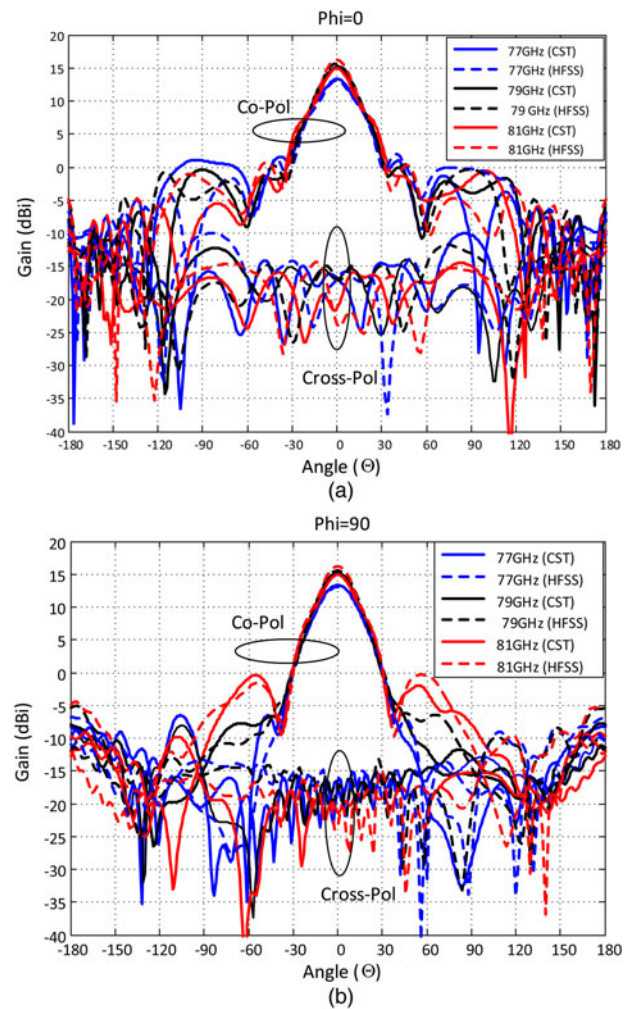 Phi=0
20
15
10
5
0
-5
-10
-15
-20
-25
-30
-35
-40
Gain (dBi)
Co-Pol
Cross-Pol
77GHz (CST)
77GHz (HFSS)
79GHz (CST)
79 GHz (HFSS)
81GHz (CST)
81GHz (HFSS)
-180 -150 -120 -90 -60 -30 0 30 60 90 120 150 180
Angle (Θ)
(a)
Phi=90
20
15
10
5
0
-5
-10
-15
-20
-25
-30
-35
-40
Gain (dBi)
Co-Pol
Cross-Pol
77GHz (CST)
77GHz (HFSS)
79GHz (CST)
79GHz (HFSS)
81GHz (CST)
81GHz (HFSS)
-180 -150 -120 -90 -60 -30 0 30 60 90 120 150 180
Angle (Θ)
(b)